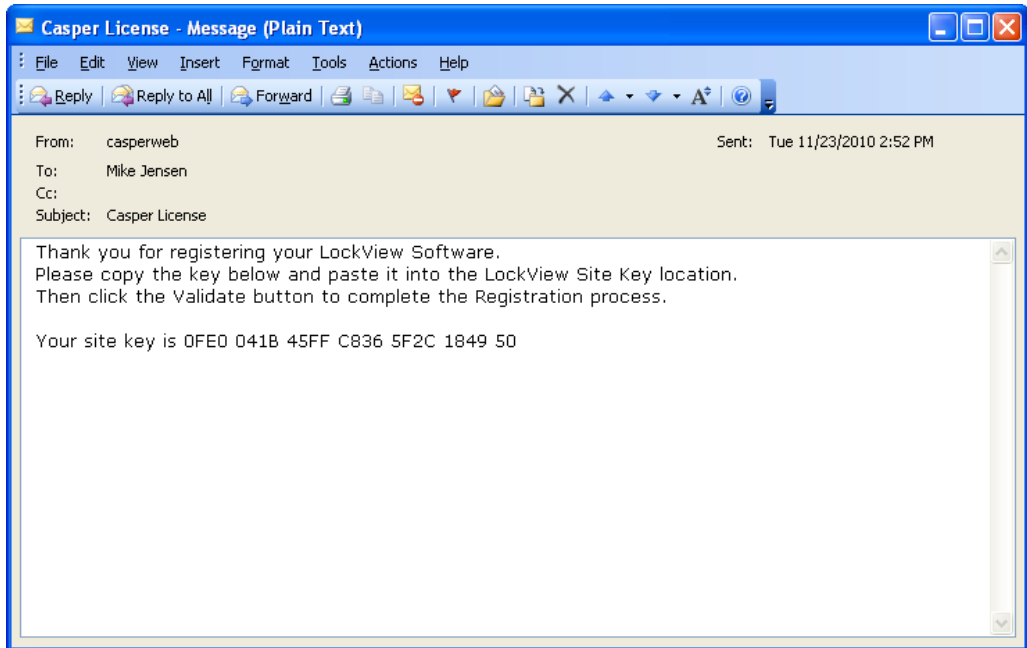 Casper License - Message (Plain Text)
File Edit View Insert Format Tools Actions Help
Reply Reply to All Forward
From: casperweb Sent: Tue 11/23/2010 2:52 PM
To: Mike Jensen
Cc:
Subject: Casper License
Thank you for registering your LockView Software.
Please copy the key below and paste it into the LockView Site Key location.
Then click the Validate button to complete the Registration process.
Your site key is 0FE0 041B 45FF C836 5F2C 1849 50